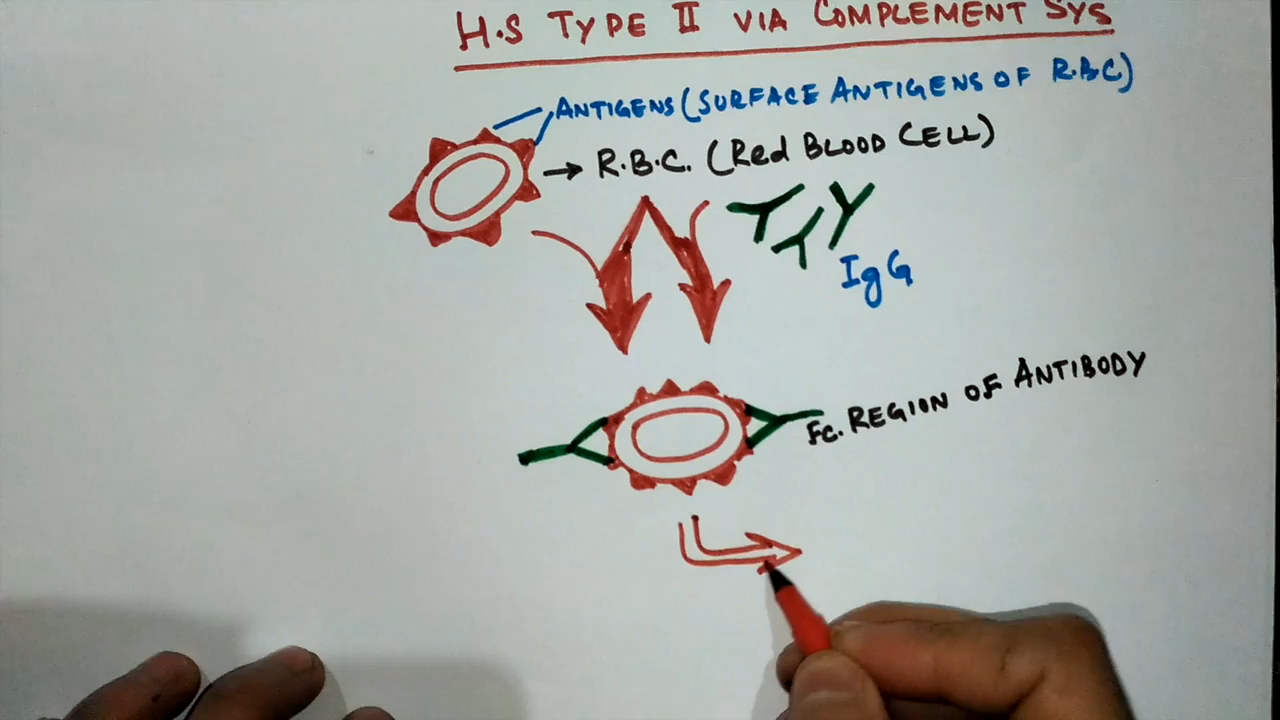 H.S TYPE II VIA COMPLEMENT SYS
ANTIGENS (SURFACE ANTIGENS OF R.B.C)
R.B.C. (Red BLOOD CELL)
IgG
Fc. REGION OF ANTIBODY